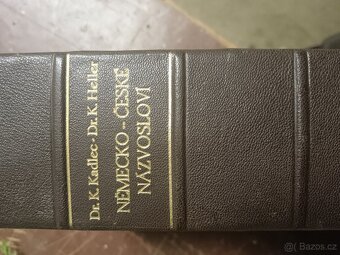 Dr. K. Kadlec - Dr. K. Heller
NĚMECKO - ČESKÉ
NÁZVOSLOVÍ
Bazos.cz